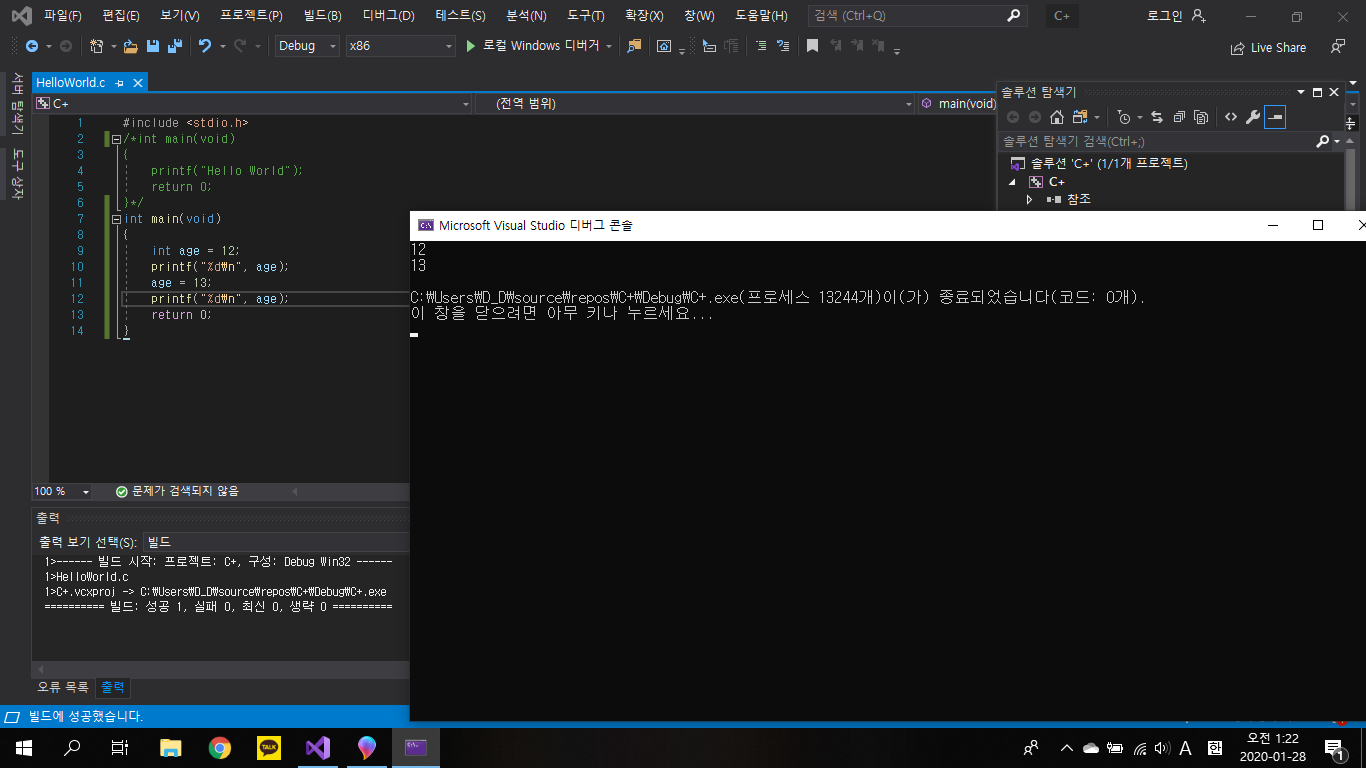 파일(F) 편집(E) 보기(V) 프로젝트(P) 빌드(B) 디버그(D) 테스트(S) 분석(N) 도구(T) 확장(X) 창(W) 도움말(H) 검색 (Ctrl+Q) C+ 로그인
Debug x86 로컬 Windows 디버거 Live Share
서버 탐색기
도구 상자
HelloWorld.c
C+ (전역 범위) main(void)
1 #include <stdio.h>
2 /*int main(void)
3 {
4 printf("Hello World");
5 return 0;
6 }*/
7 int main(void)
8 {
9 int age = 12;
10 printf("%d₩n", age);
11 age = 13;
12 printf("%d₩n", age);
13 return 0;
14 }
솔루션 탐색기
솔루션 탐색기 검색(Ctrl+;)
솔루션 'C+' (1/1개 프로젝트)
C+
참조
Microsoft Visual Studio 디버그 콘솔
12
13
C:₩Users₩D_D₩source₩repos₩C+₩Debug₩C+.exe(프로세스 13244개)이(가) 종료되었습니다(코드: 0개).
이 창을 닫으려면 아무 키나 누르세요...
100 % 문제가 검색되지 않음
출력
출력 보기 선택(S): 빌드
1>------ 빌드 시작: 프로젝트: C+, 구성: Debug Win32 ------
1>HelloWorld.c
1>C+.vcxproj -> C:₩Users₩D_D₩source₩repos₩C+₩Debug₩C+.exe
========== 빌드: 성공 1, 실패 0, 최신 0, 생략 0 ==========
오류 목록 출력
빌드에 성공했습니다.
TALK
A 한
오전 1:22
2020-01-28
1